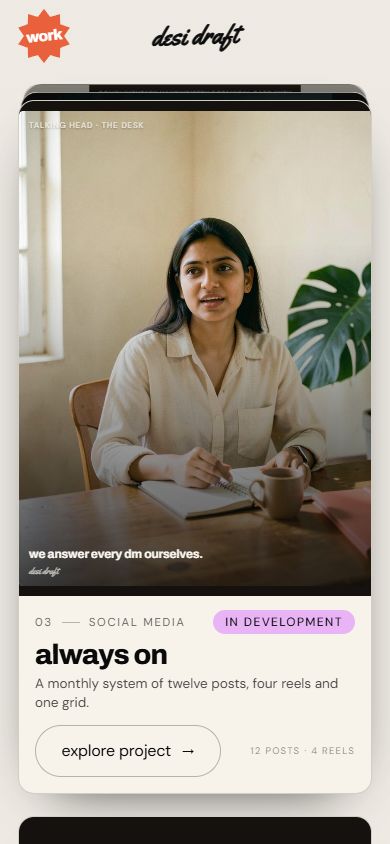 work
desi draft
TALKING HEAD · THE DESK
we answer every dm ourselves.
desi draft
03 — SOCIAL MEDIA
IN DEVELOPMENT
always on
A monthly system of twelve posts, four reels and
one grid.
explore project →
12 POSTS · 4 REELS